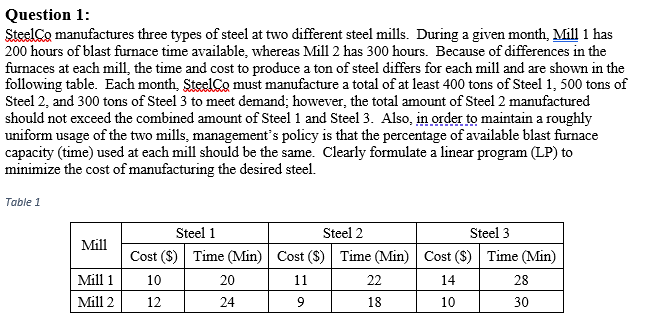 Question 1:
SteelCo manufactures three types of steel at two different steel mills. During a given month, Mill 1 has
200 hours of blast furnace time available, whereas Mill 2 has 300 hours. Because of differences in the
furnaces at each mill, the time and cost to produce a ton of steel differs for each mill and are shown in the
following table. Each month, SteelCo must manufacture a total of at least 400 tons of Steel 1, 500 tons of
Steel 2, and 300 tons of Steel 3 to meet demand; however, the total amount of Steel 2 manufactured
should not exceed the combined amount of Steel 1 and Steel 3. Also, in order to maintain a roughly
uniform usage of the two mills, management's policy is that the percentage of available blast furnace
capacity (time) used at each mill should be the same. Clearly formulate a linear program (LP) to
minimize the cost of manufacturing the desired steel.
Table 1
Mill Steel 1 Steel 2 Steel 3
Cost ($) Time (Min) Cost ($) Time (Min) Cost ($) Time (Min)
Mill 1 10 20 11 22 14 28
Mill 2 12 24 9 18 10 30